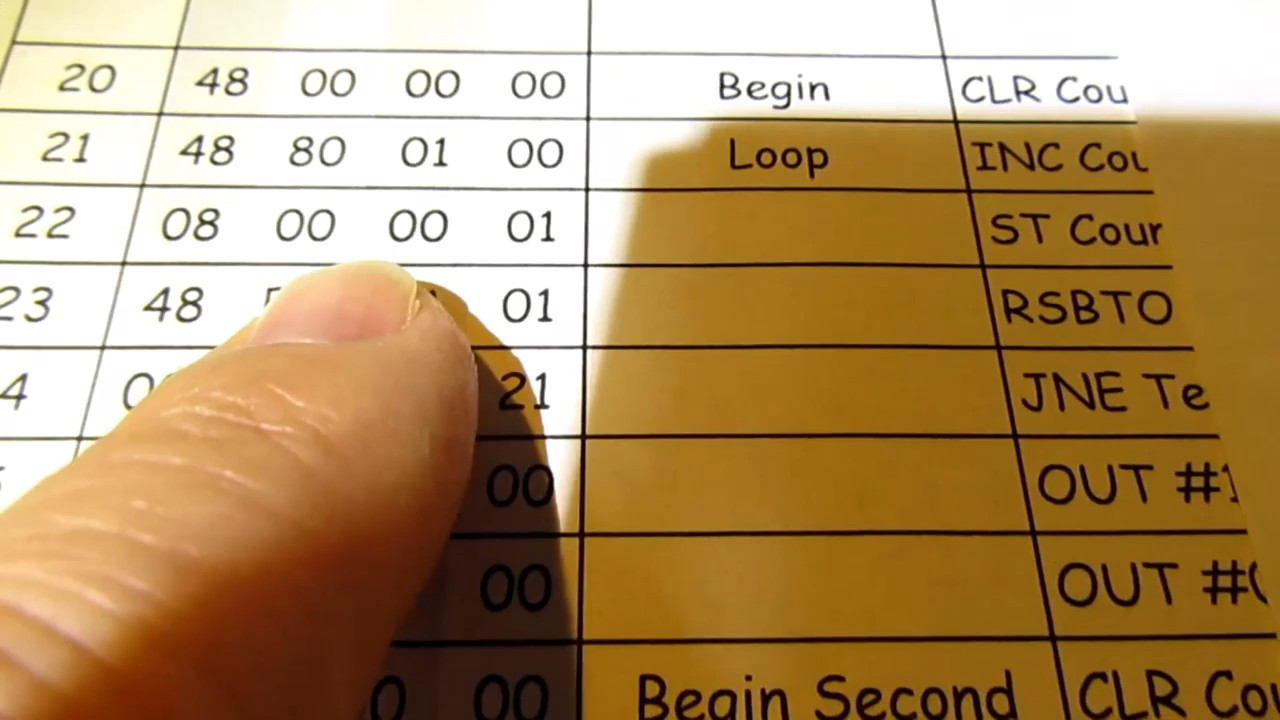 20 48 00 00 00 Begin CLR Cou
21 48 80 01 00 Loop INC Cou
22 08 00 00 01 ST Cour
23 48 01 RSBTO
4 21 JNE Te
00 OUT #1
00 OUT #0
0 00 Begin Second CLR Cou